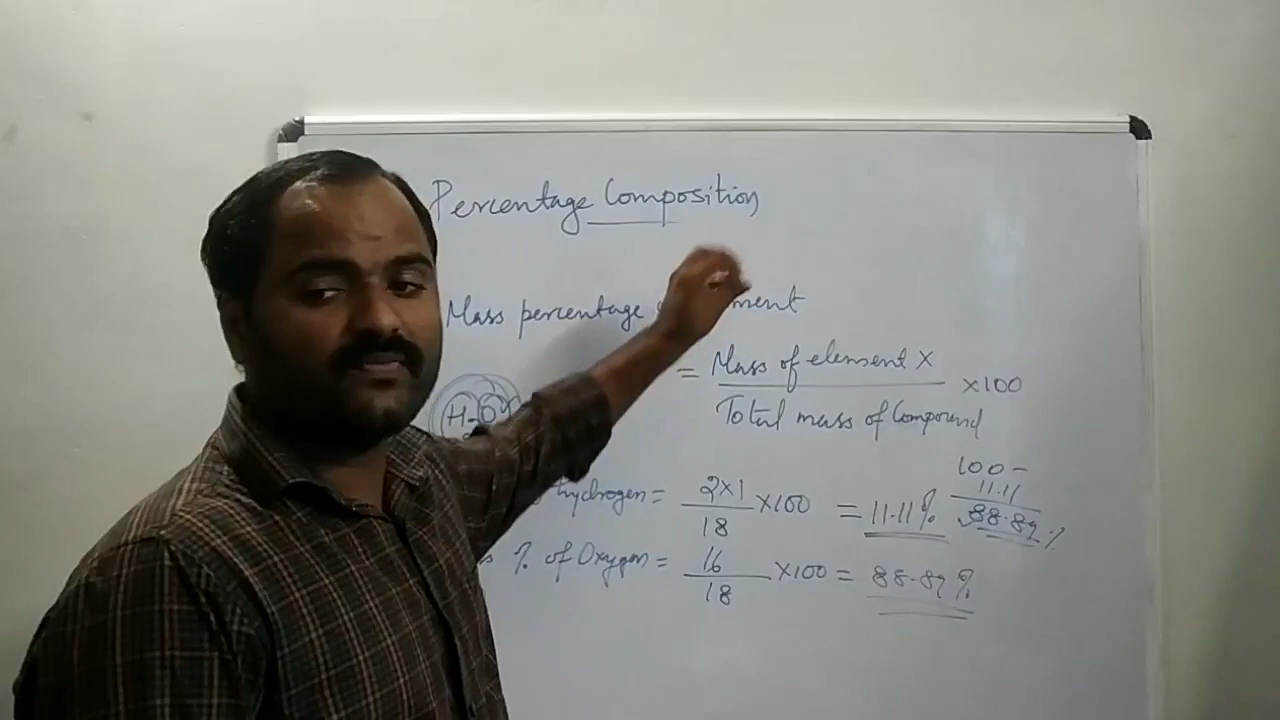 Percentage Composition
Mass percentage ment
= Mass of element X
Total mass of Compound ×100
H2O
hydrogen = 2×1
18 ×100 = 11.11%
100 -
11.11
88.89%
% of Oxygen = 16
18 ×100 = 88.89%